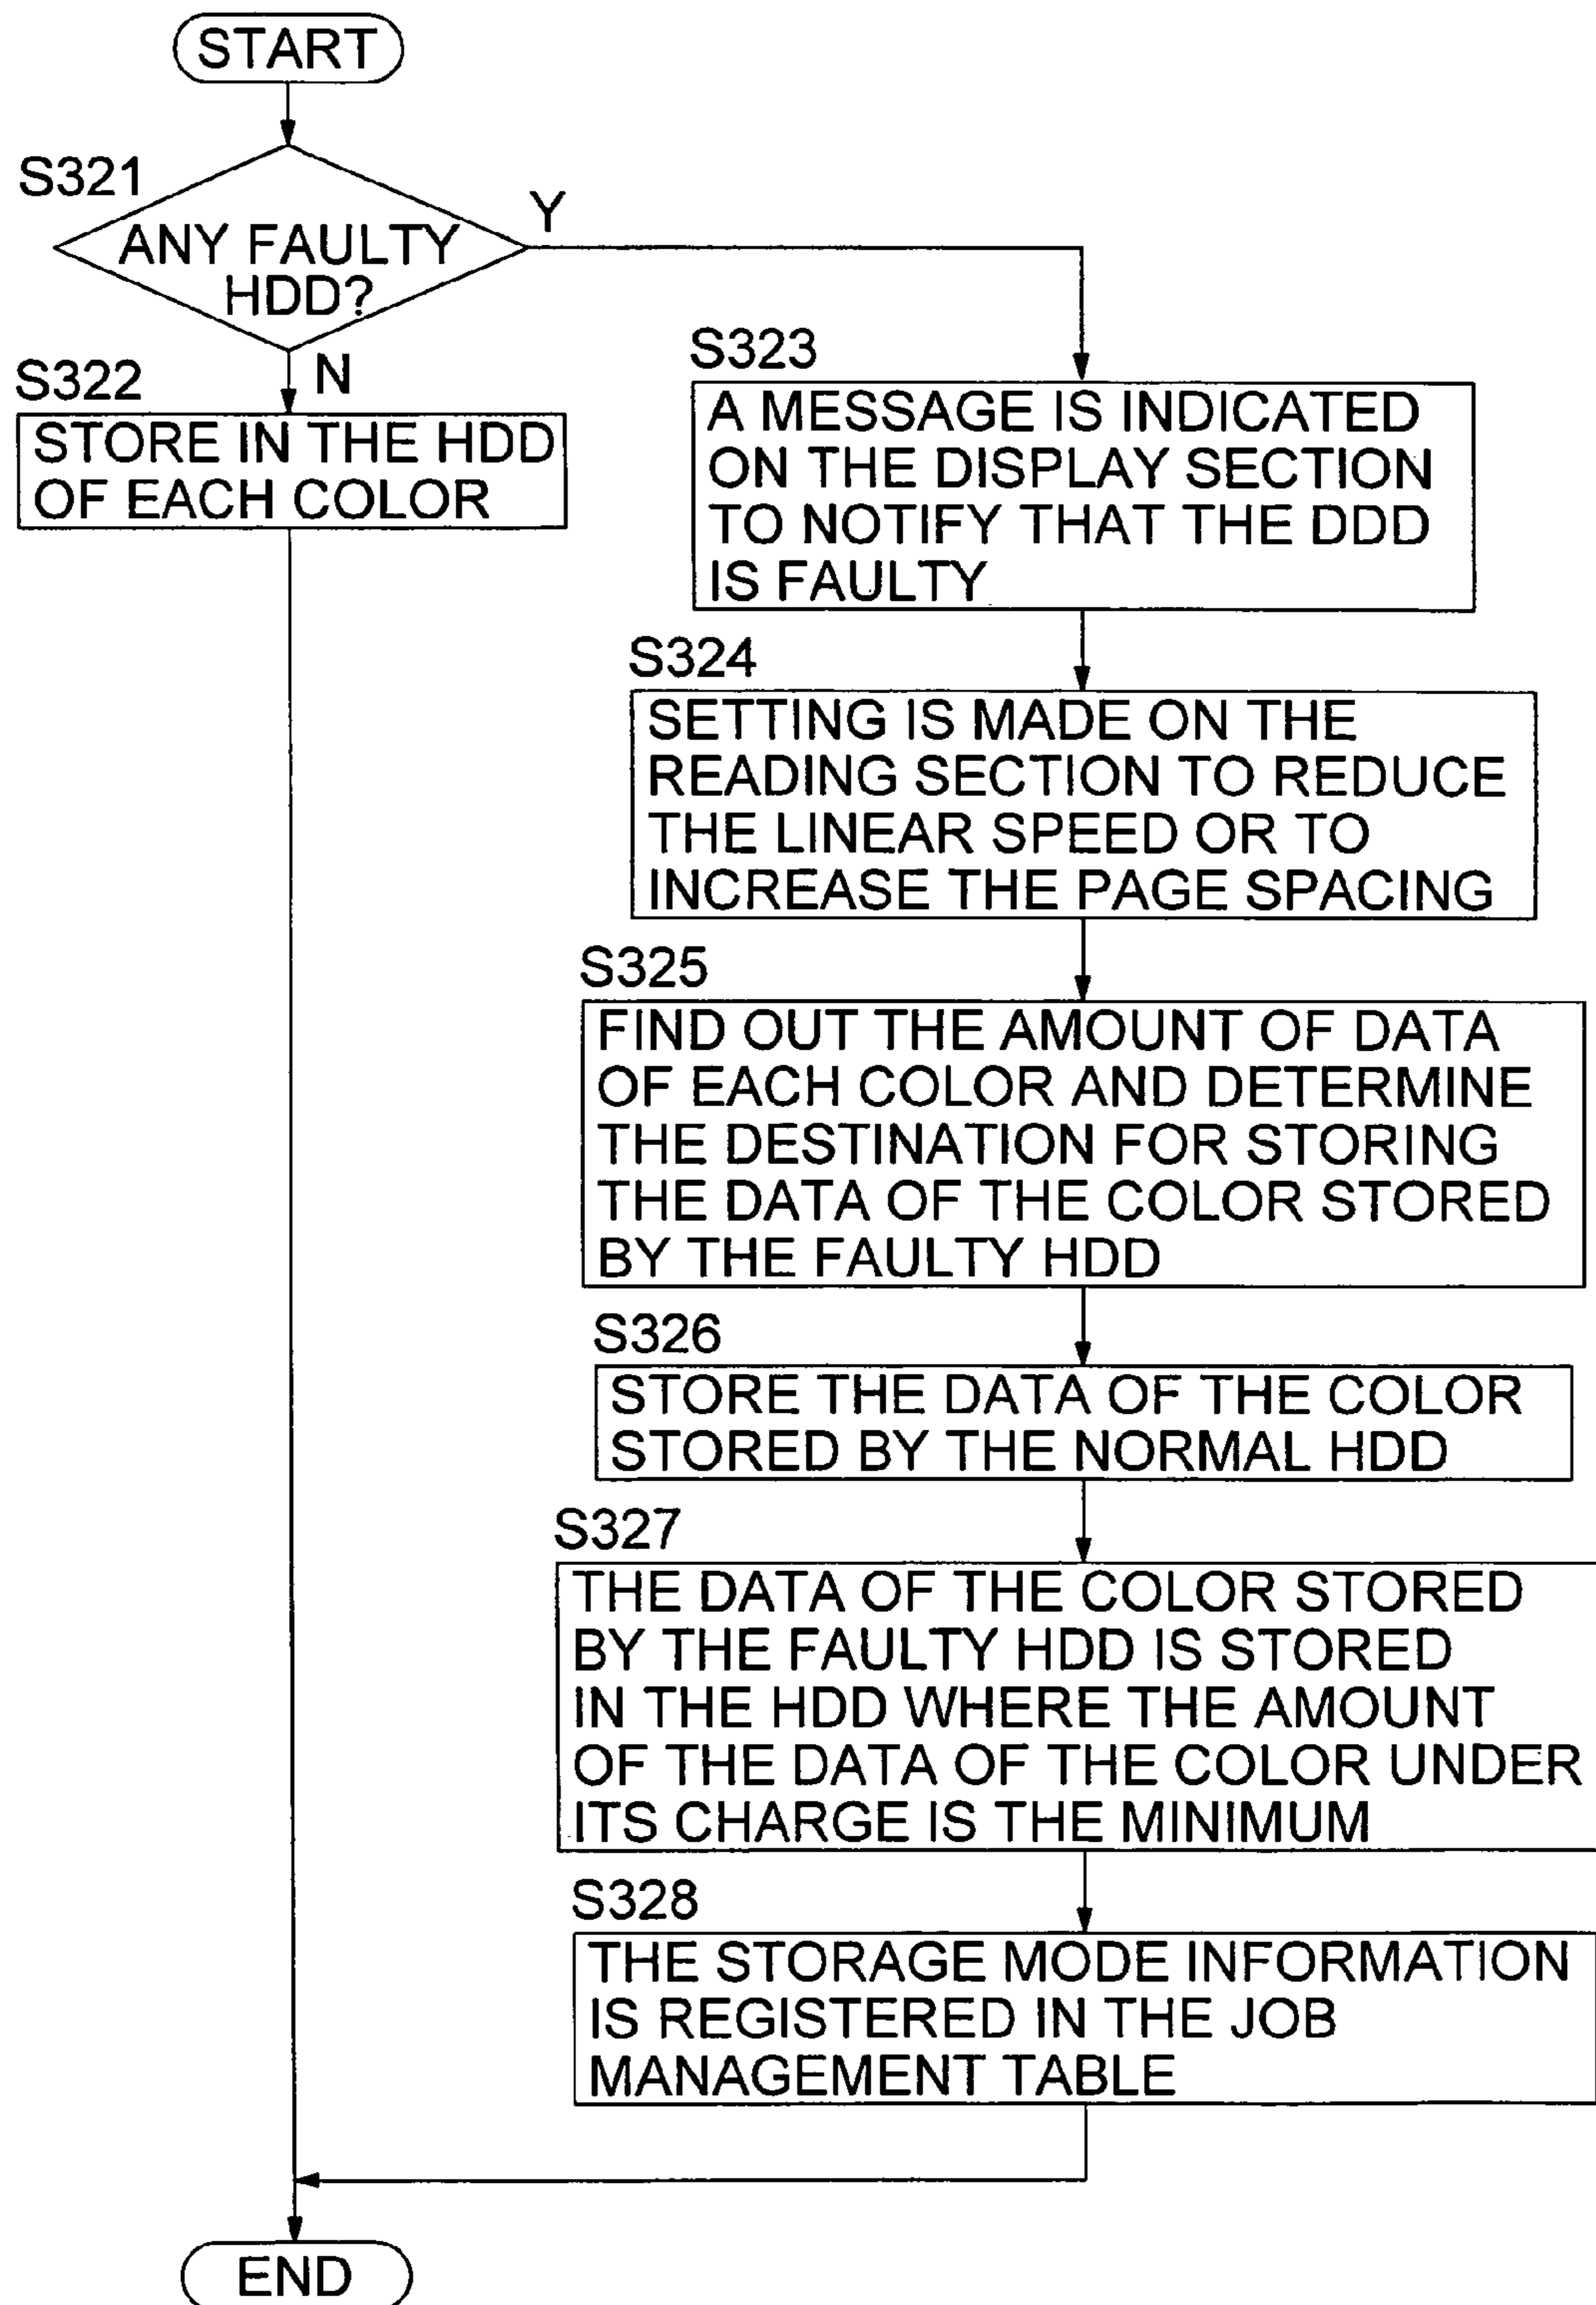 START
S321
ANY FAULTY
HDD?
Y
N
S322
STORE IN THE HDD
OF EACH COLOR
S323
A MESSAGE IS INDICATED
ON THE DISPLAY SECTION
TO NOTIFY THAT THE DDD
IS FAULTY
S324
SETTING IS MADE ON THE
READING SECTION TO REDUCE
THE LINEAR SPEED OR TO
INCREASE THE PAGE SPACING
S325
FIND OUT THE AMOUNT OF DATA
OF EACH COLOR AND DETERMINE
THE DESTINATION FOR STORING
THE DATA OF THE COLOR STORED
BY THE FAULTY HDD
S326
STORE THE DATA OF THE COLOR
STORED BY THE NORMAL HDD
S327
THE DATA OF THE COLOR STORED
BY THE FAULTY HDD IS STORED
IN THE HDD WHERE THE AMOUNT
OF THE DATA OF THE COLOR UNDER
ITS CHARGE IS THE MINIMUM
S328
THE STORAGE MODE INFORMATION
IS REGISTERED IN THE JOB
MANAGEMENT TABLE
END